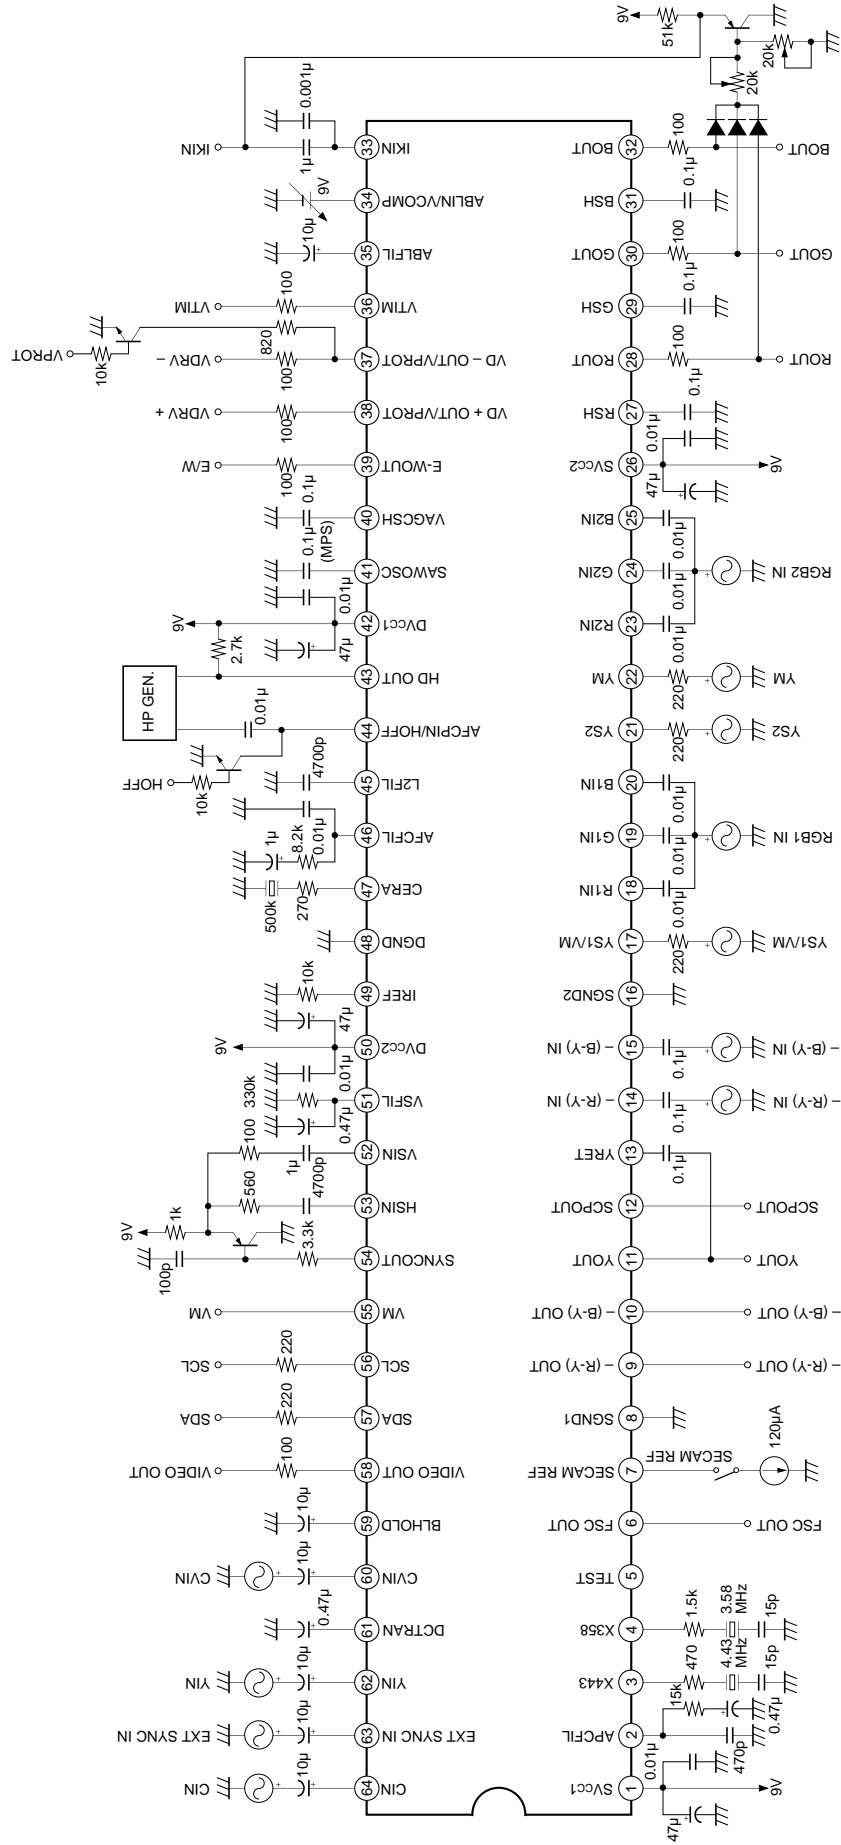 9V
51k
20k
20k
IKIN
0.001µ
1µ
33
IKIN
BOUT
32
100
BOUT
9V
34
ABLIN/VCOMP
BSH
31
0.1µ
10µ
35
ABLFIL
GOUT
30
100
GOUT
VTIM
100
36
VTIM
GSH
29
0.1µ
VPROT
10k
820
VDRV –
100
37
VD – OUT/VPROT
ROUT
28
100
ROUT
VDRV +
100
38
VD + OUT/VPROT
RSH
27
0.1µ
E/W
100
39
E-WOUT
SVcc2
26
0.01µ
47µ
9V
0.1µ
40
VAGCSH
B2IN
25
0.01µ
0.1µ
(MPS)
41
SAWOSC
G2IN
24
0.01µ
RGB2 IN
9V
0.01µ
47µ
42
DVcc1
R2IN
23
0.01µ
HP GEN.
2.7k
43
HD OUT
YM
22
220
YM
0.01µ
44
AFCPIN/HOFF
YS2
21
220
YS2
HOFF
10k
4700p
45
L2FIL
B1IN
20
0.01µ
1µ
8.2k
0.01µ
46
AFCFIL
G1IN
19
0.01µ
RGB1 IN
500k
270
47
CERA
R1IN
18
0.01µ
48
DGND
YS1/VM
17
220
YS1/VM
10k
49
IREF
SGND2
16
9V
47µ
0.01µ
50
DVcc2
– (B-Y) IN
15
0.1µ
– (B-Y) IN
330k
0.47µ
51
VSFIL
– (R-Y) IN
14
0.1µ
– (R-Y) IN
100
1µ
52
VSIN
YRET
13
0.1µ
560
4700p
53
HSIN
SCPOUT
12
SCPOUT
9V
1k
100p
3.3k
54
SYNCOUT
YOUT
11
YOUT
VM
55
VM
– (B-Y) OUT
10
– (B-Y) OUT
SCL
220
56
SCL
– (R-Y) OUT
9
– (R-Y) OUT
SDA
220
57
SDA
SGND1
8
VIDEO OUT
100
58
VIDEO OUT
SECAM REF
7
SECAM REF
120µA
10µ
59
BLHOLD
FSC OUT
6
FSC OUT
CVIN
10µ
60
CVIN
TEST
5
0.47µ
61
DCTRAN
X358
4
1.5k
3.58
MHz
15p
YIN
10µ
62
YIN
X443
3
470
4.43
MHz
15p
EXT SYNC IN
10µ
63
EXT SYNC IN
APCFIL
2
15k
0.47µ
470p
CIN
10µ
64
CIN
SVcc1
1
0.01µ
47µ
9V